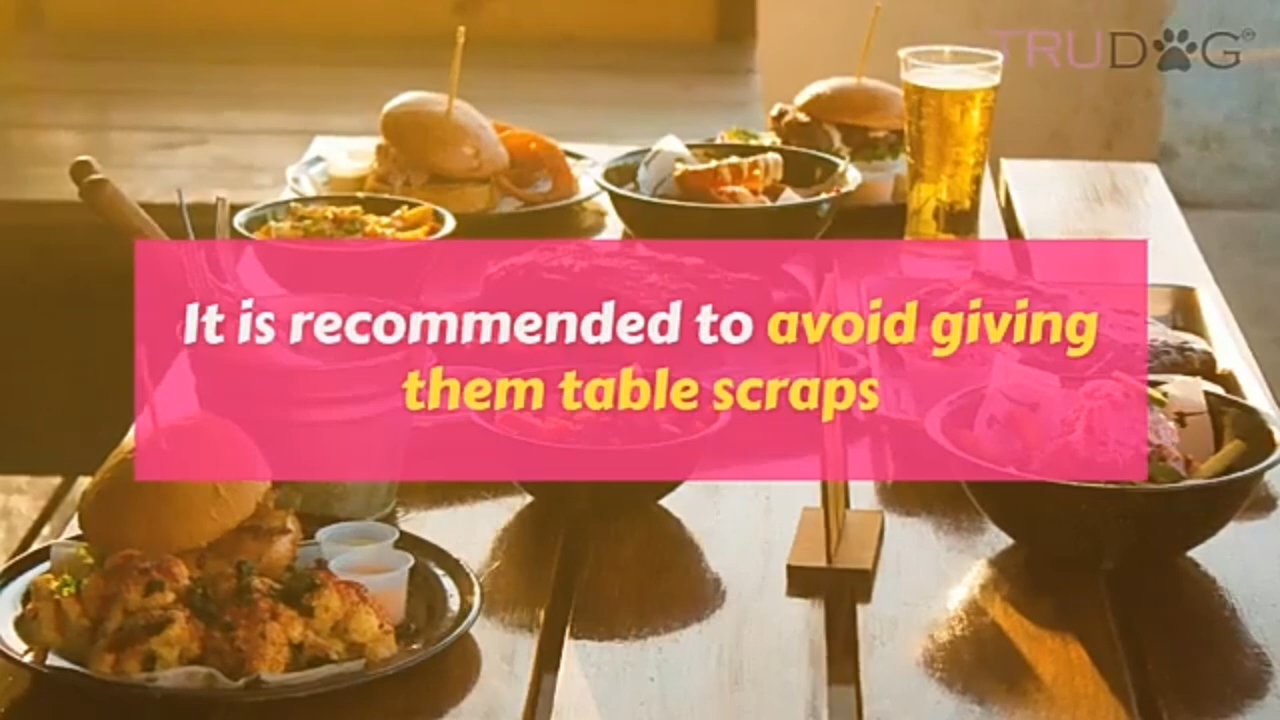 TRUDOG®
It is recommended to avoid giving
them table scraps